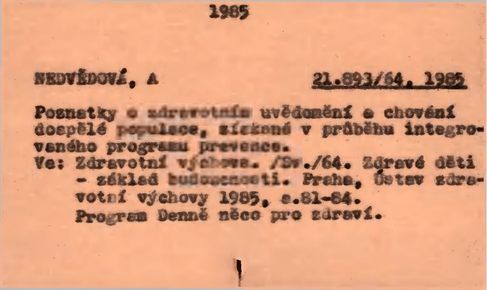 1985
NEDVĚDOVÁ, A 21.893/64, 1985
Poznatky o zdravotním uvědomění a chování
dospělé populace, získané v průběhu integro-
vaného programu prevence.
Ve: Zdravotní výchova. /Sv./64. Zdravé děti
- základ budoucnosti. Praha, Ústav zdra-
votní výchovy 1985, s.81-84.
Program Denně něco pro zdraví.